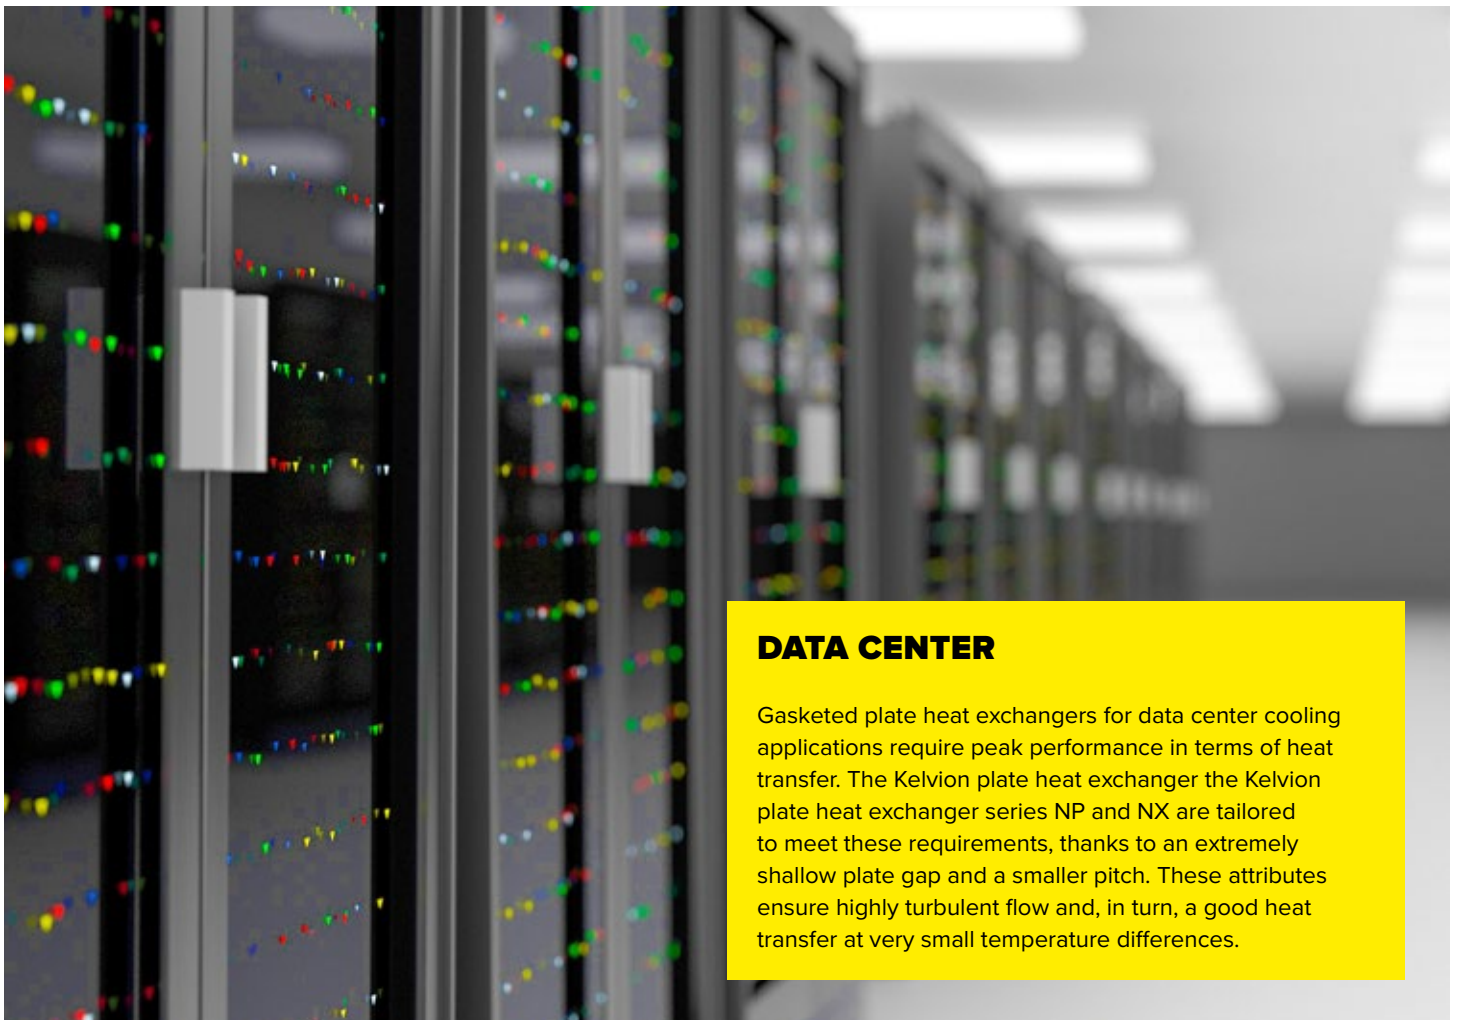 DATA CENTER
Gasketed plate heat exchangers for data center cooling
applications require peak performance in terms of heat
transfer. The Kelvion plate heat exchanger the Kelvion
plate heat exchanger series NP and NX are tailored
to meet these requirements, thanks to an extremely
shallow plate gap and a smaller pitch. These attributes
ensure highly turbulent flow and, in turn, a good heat
transfer at very small temperature differences.